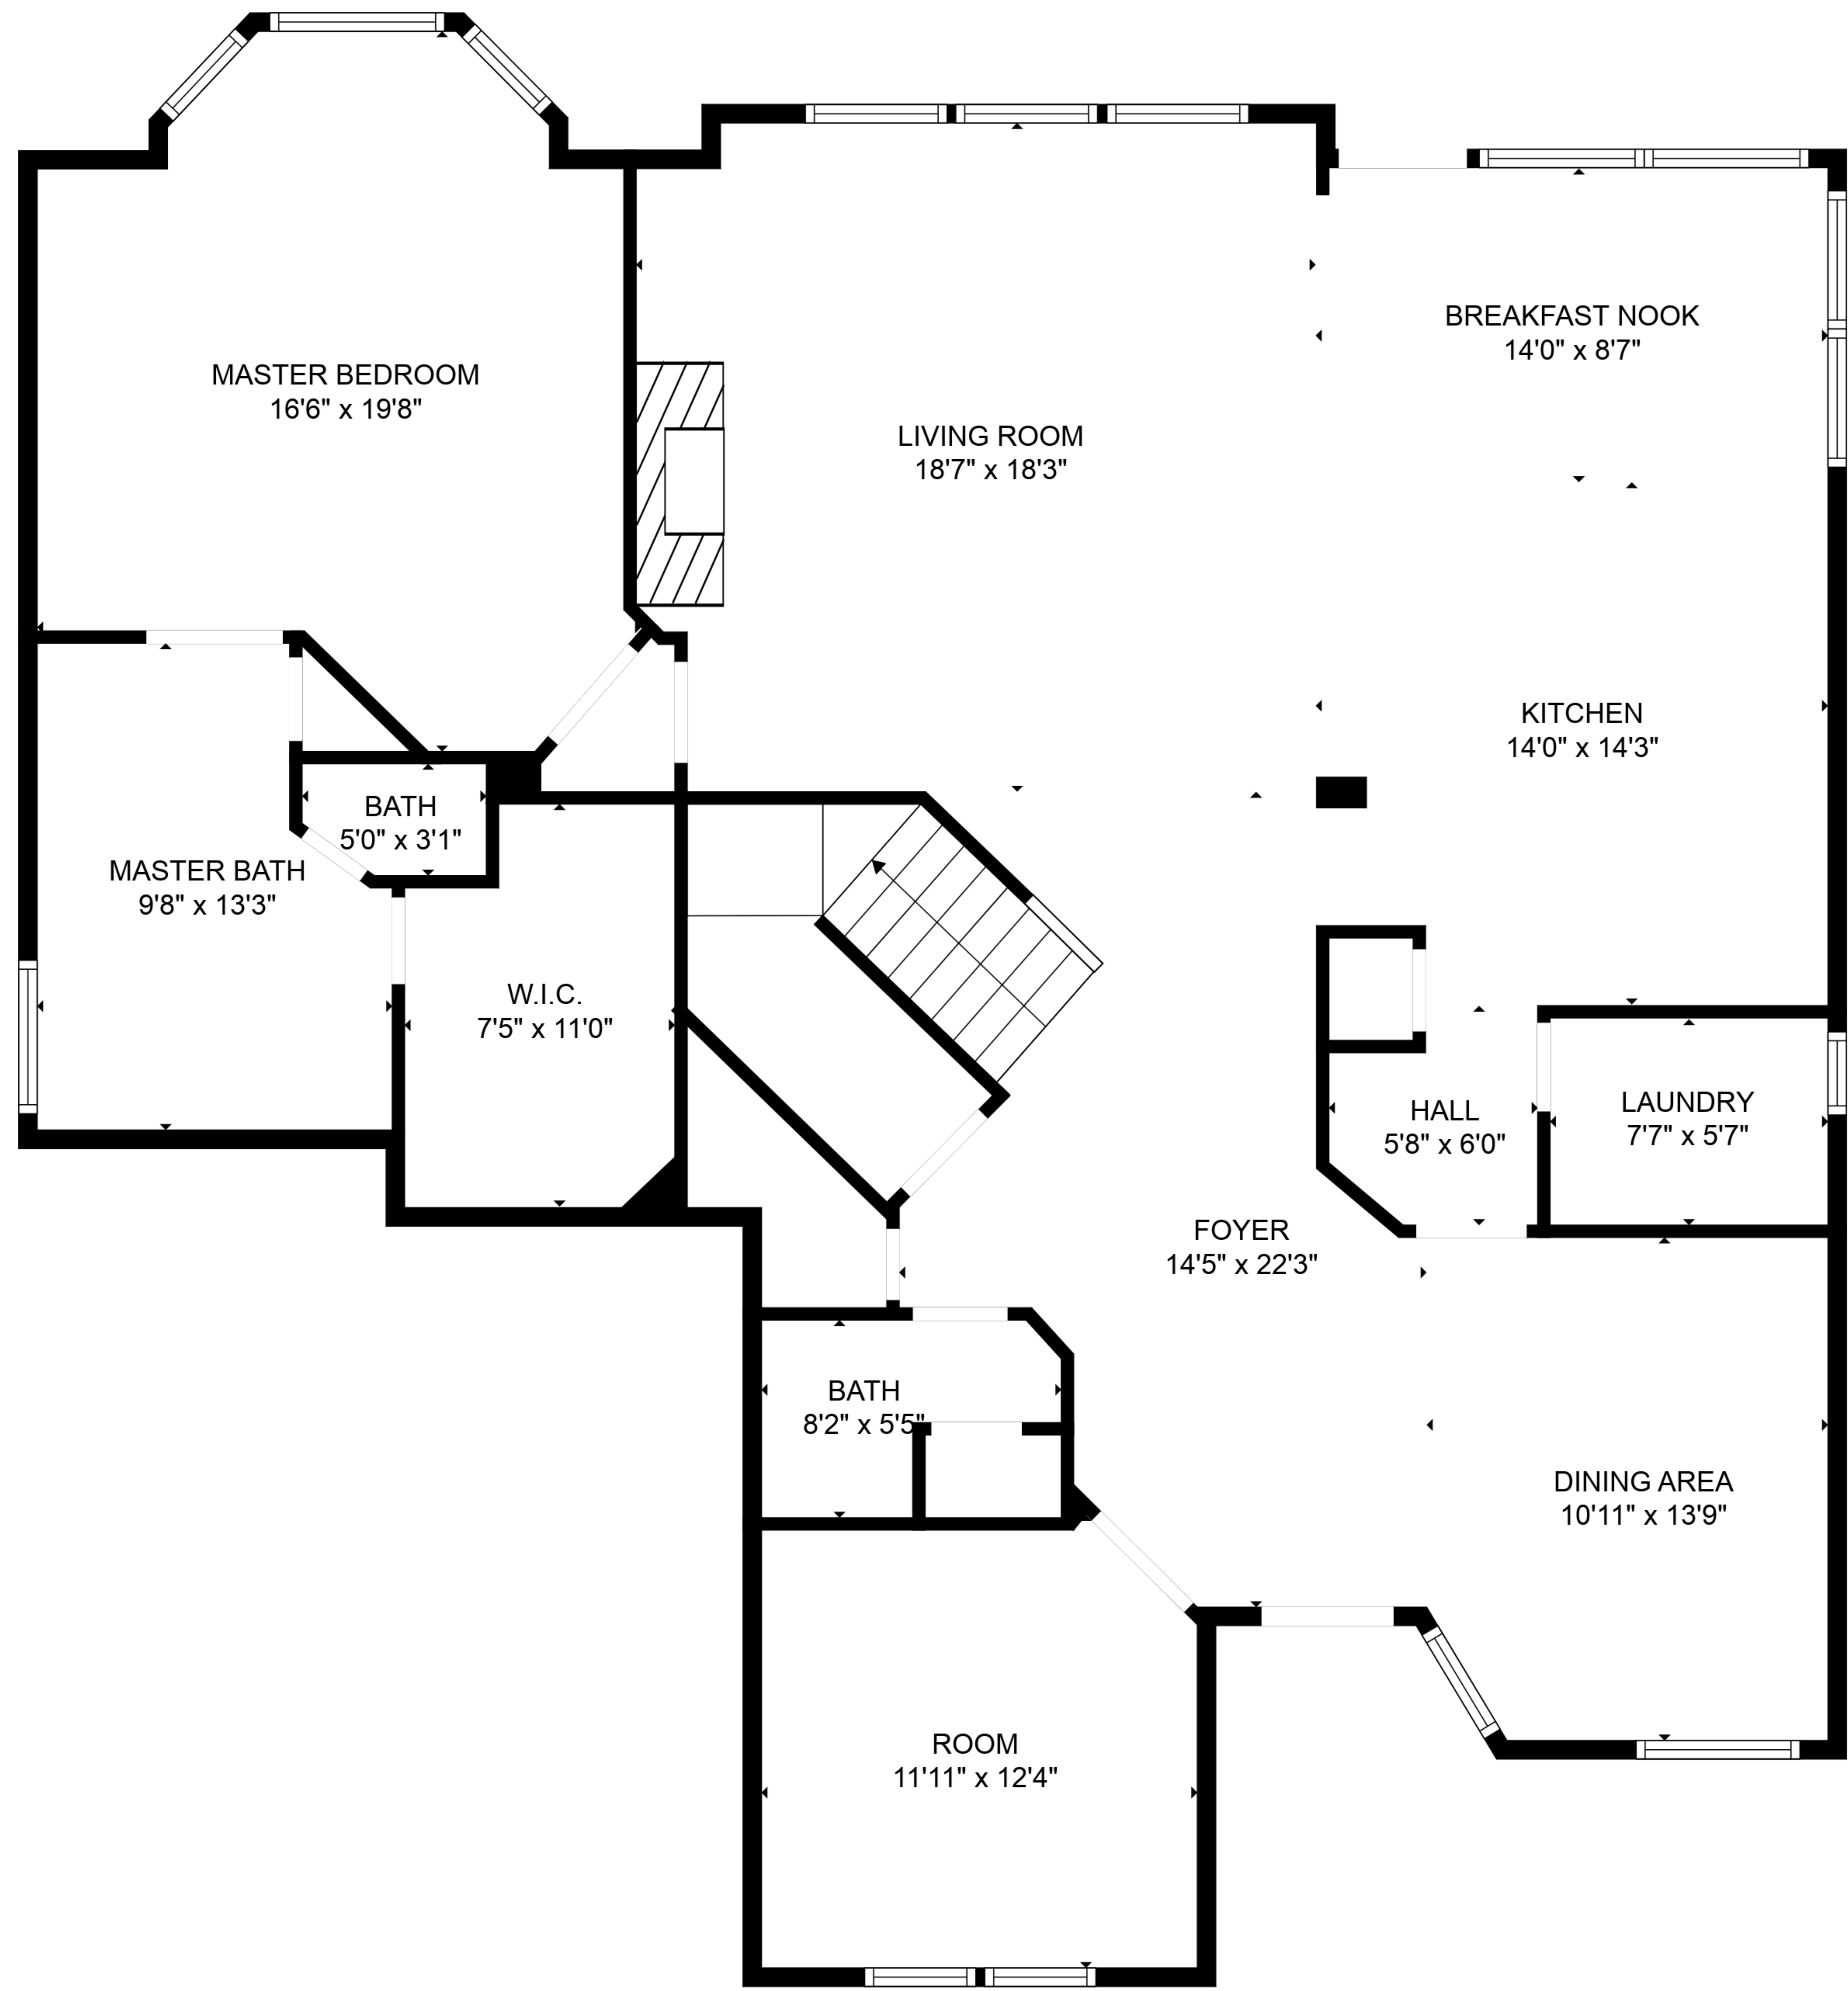 MASTER BEDROOM
16'6" x 19'8"
LIVING ROOM
18'7" x 18'3"
BREAKFAST NOOK
14'0" x 8'7"
KITCHEN
14'0" x 14'3"
BATH
5'0" x 3'1"
MASTER BATH
9'8" x 13'3"
W.I.C.
7'5" x 11'0"
HALL
5'8" x 6'0"
LAUNDRY
7'7" x 5'7"
FOYER
14'5" x 22'3"
BATH
8'2" x 5'5"
DINING AREA
10'11" x 13'9"
ROOM
11'11" x 12'4"